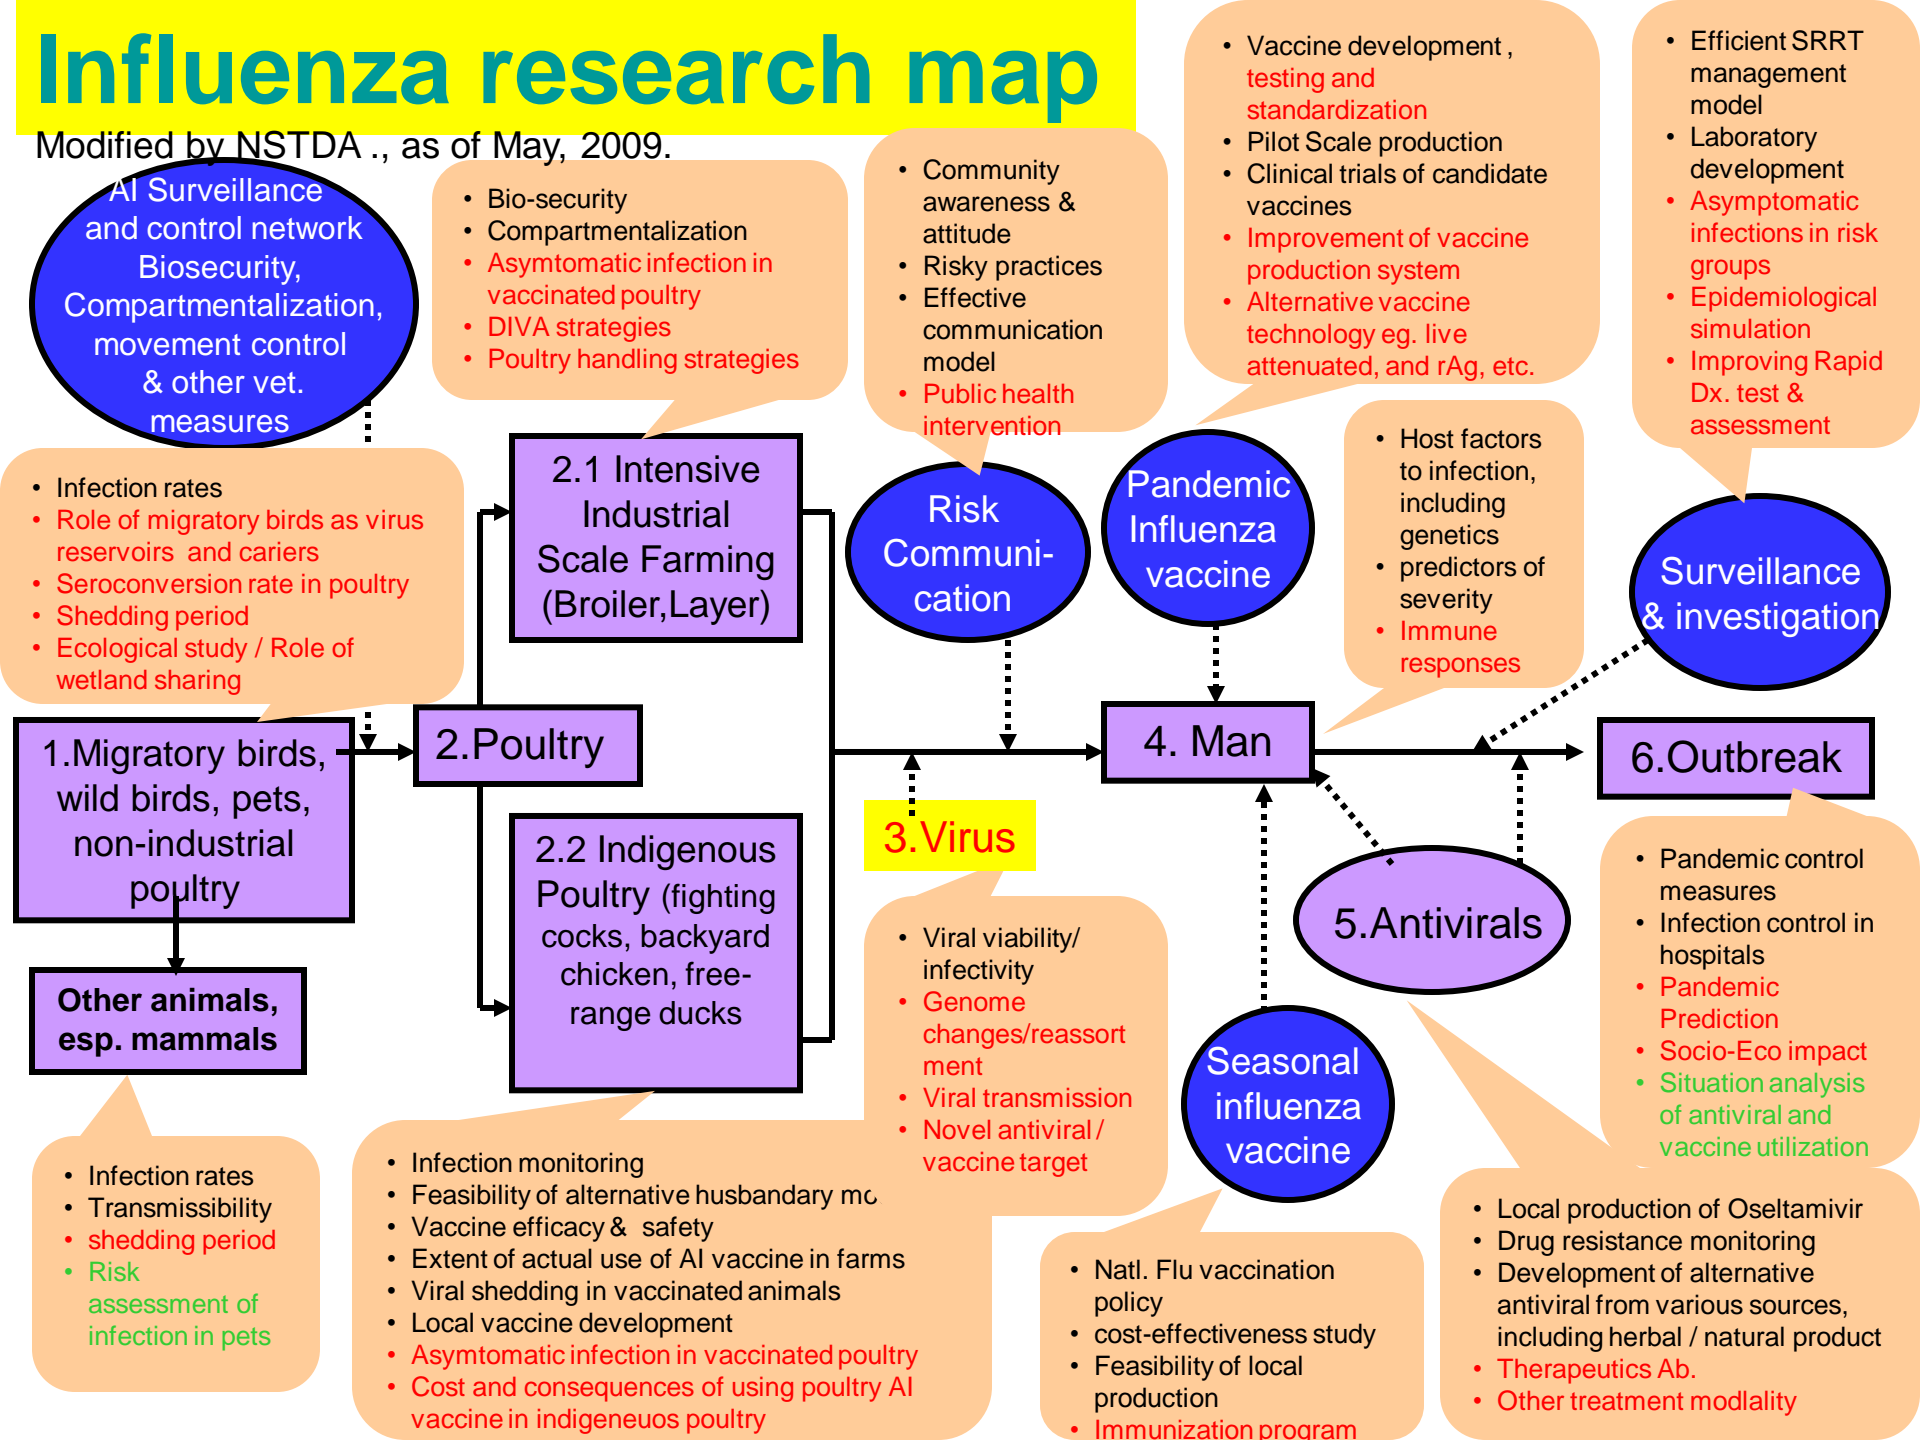 Influenza research map
Modified by NSTDA ., as of May, 2009.
AI Surveillance
and control network
Biosecurity,
Compartmentalization,
movement control
& other vet.
measures
• Bio-security
• Compartmentalization
• Asymtomatic infection in
vaccinated poultry
• DIVA strategies
• Poultry handling strategies
• Community
awareness &
attitude
• Risky practices
• Effective
communication
model
• Public health
intervention
• Vaccine development ,
testing and
standardization
• Pilot Scale production
• Clinical trials of candidate
vaccines
• Improvement of vaccine
production system
• Alternative vaccine
technology eg. live
attenuated, and rAg, etc.
• Efficient SRRT
management
model
• Laboratory
development
• Asymptomatic
infections in risk
groups
• Epidemiological
simulation
• Improving Rapid
Dx. test &
assessment
• Infection rates
• Role of migratory birds as virus
reservoirs and cariers
• Seroconversion rate in poultry
• Shedding period
• Ecological study / Role of
wetland sharing
2.1 Intensive
Industrial
Scale Farming
(Broiler,Layer)
Risk
Communi-
cation
Pandemic
Influenza
vaccine
• Host factors
to infection,
including
genetics
• predictors of
severity
• Immune
responses
Surveillance
& investigation
1.Migratory birds,
wild birds, pets,
non-industrial
poultry
2.Poultry
4. Man
6.Outbreak
3.Virus
2.2 Indigenous
Poultry (fighting
cocks, backyard
chicken, free-
range ducks
5.Antivirals
Other animals,
esp. mammals
• Viral viability/
infectivity
• Genome
changes/reassort
ment
• Viral transmission
• Novel antiviral /
vaccine target
Seasonal
influenza
vaccine
• Pandemic control
measures
• Infection control in
hospitals
• Pandemic
Prediction
• Socio-Eco impact
• Situation analysis
of antiviral and
vaccine utilization
• Infection rates
• Transmissibility
• shedding period
• Risk
assessment of
infection in pets
• Infection monitoring
• Feasibility of alternative husbandary
• Vaccine efficacy & safety
• Extent of actual use of AI vaccine in farms
• Viral shedding in vaccinated animals
• Local vaccine development
• Asymtomatic infection in vaccinated poultry
• Cost and consequences of using poultry AI
vaccine in indigeneuos poultry
• Natl. Flu vaccination
policy
• cost-effectiveness study
• Feasibility of local
production
• Immunization program
• Local production of Oseltamivir
• Drug resistance monitoring
• Development of alternative
antiviral from various sources,
including herbal / natural product
• Therapeutics Ab.
• Other treatment modlality